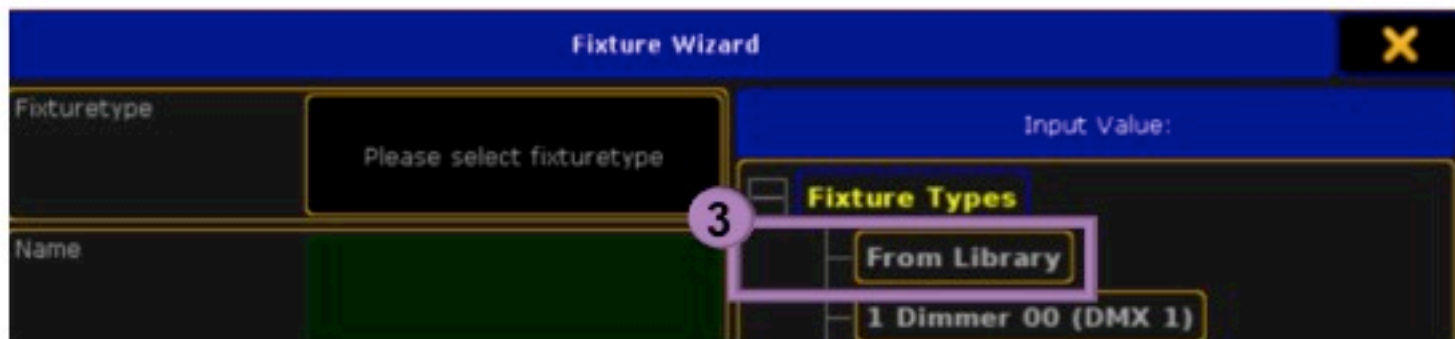 Fixture Wizard
Fixturetype
Please select fixturetype
Input Value:
Fixture Types
3
From Library
Name
1 Dimmer 00 (DMX 1)